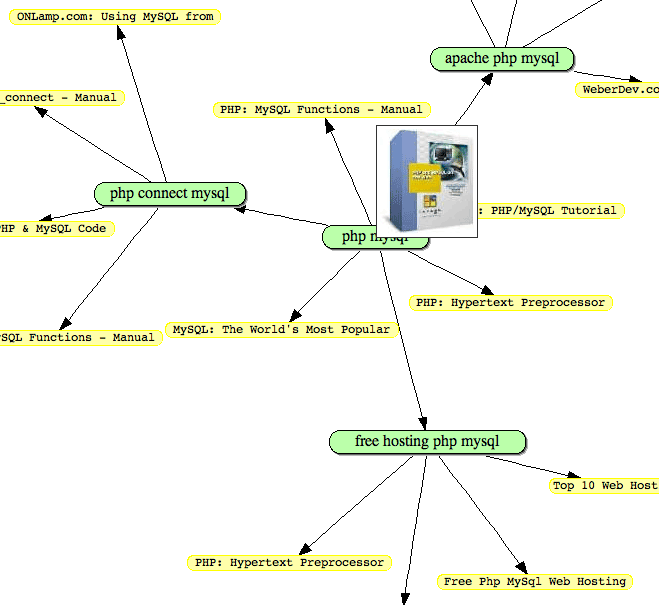 ONLamp.com: Using MySQL from
apache php mysql
WeberDev.co
_connect - Manual
PHP: MySQL Functions - Manual
php connect mysql
: PHP/MySQL Tutorial
PHP & MySQL Code
php mysql
PHP: Hypertext Preprocessor
MySQL: The World's Most Popular
SQL Functions - Manual
free hosting php mysql
Top 10 Web Host
PHP: Hypertext Preprocessor
Free Php MySql Web Hosting